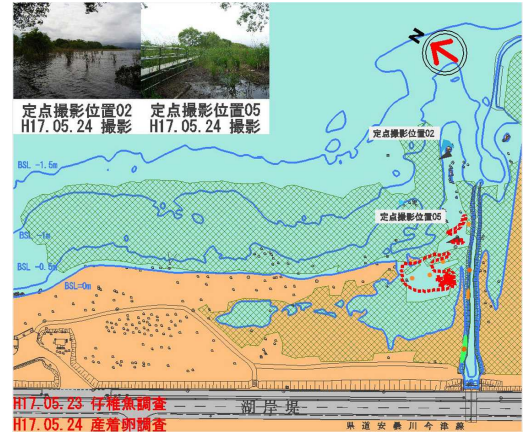 定点撮影位置02
H17.05.24 撮影
定点撮影位置05
H17.05.24 撮影
N
定点撮影位置02
BSL -1.5m
定点撮影位置05
BSL -1m
BSL -0.5m
BSL=0m
H17.05.23 仔稚魚調査
湖岸堤
H17.05.24 産着卵調査
県道安曇川今津線